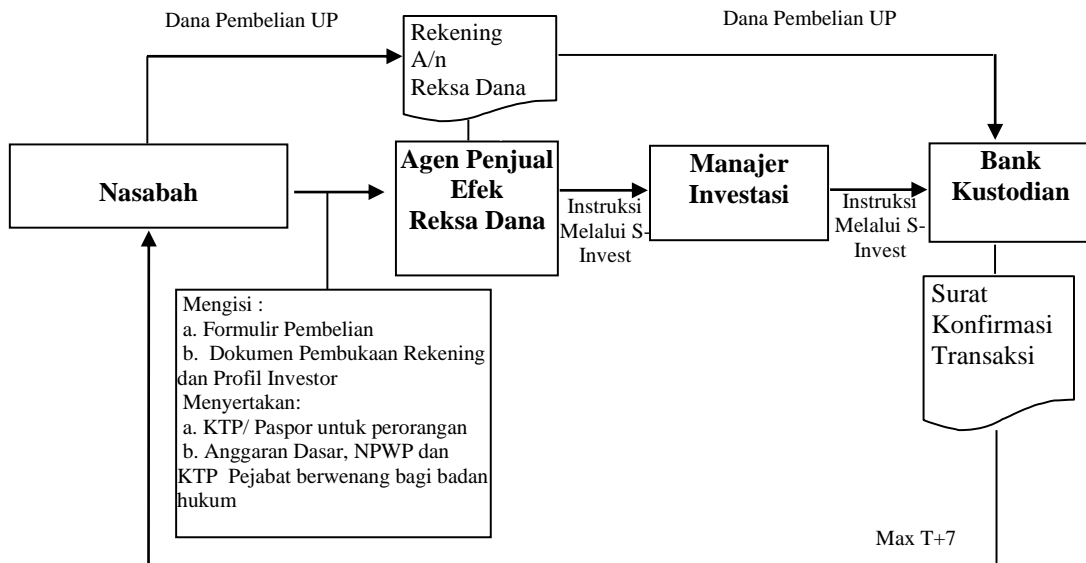 Dana Pembelian UP
Dana Pembelian UP
Rekening
A/n
Reksa Dana
Nasabah
Agen Penjual
Efek
Reksa Dana
Instruksi
Melalui S-
Invest
Manajer
Investasi
Instruksi
Melalui S-
Invest
Bank
Kustodian
Mengisi :
a. Formulir Pembelian
b. Dokumen Pembukaan Rekening
dan Profil Investor
Menyertakan:
a. KTP/ Paspor untuk perorangan
b. Anggaran Dasar, NPWP dan
KTP Pejabat berwenang bagi badan
hukum
Surat
Konfirmasi
Transaksi
Max T+7